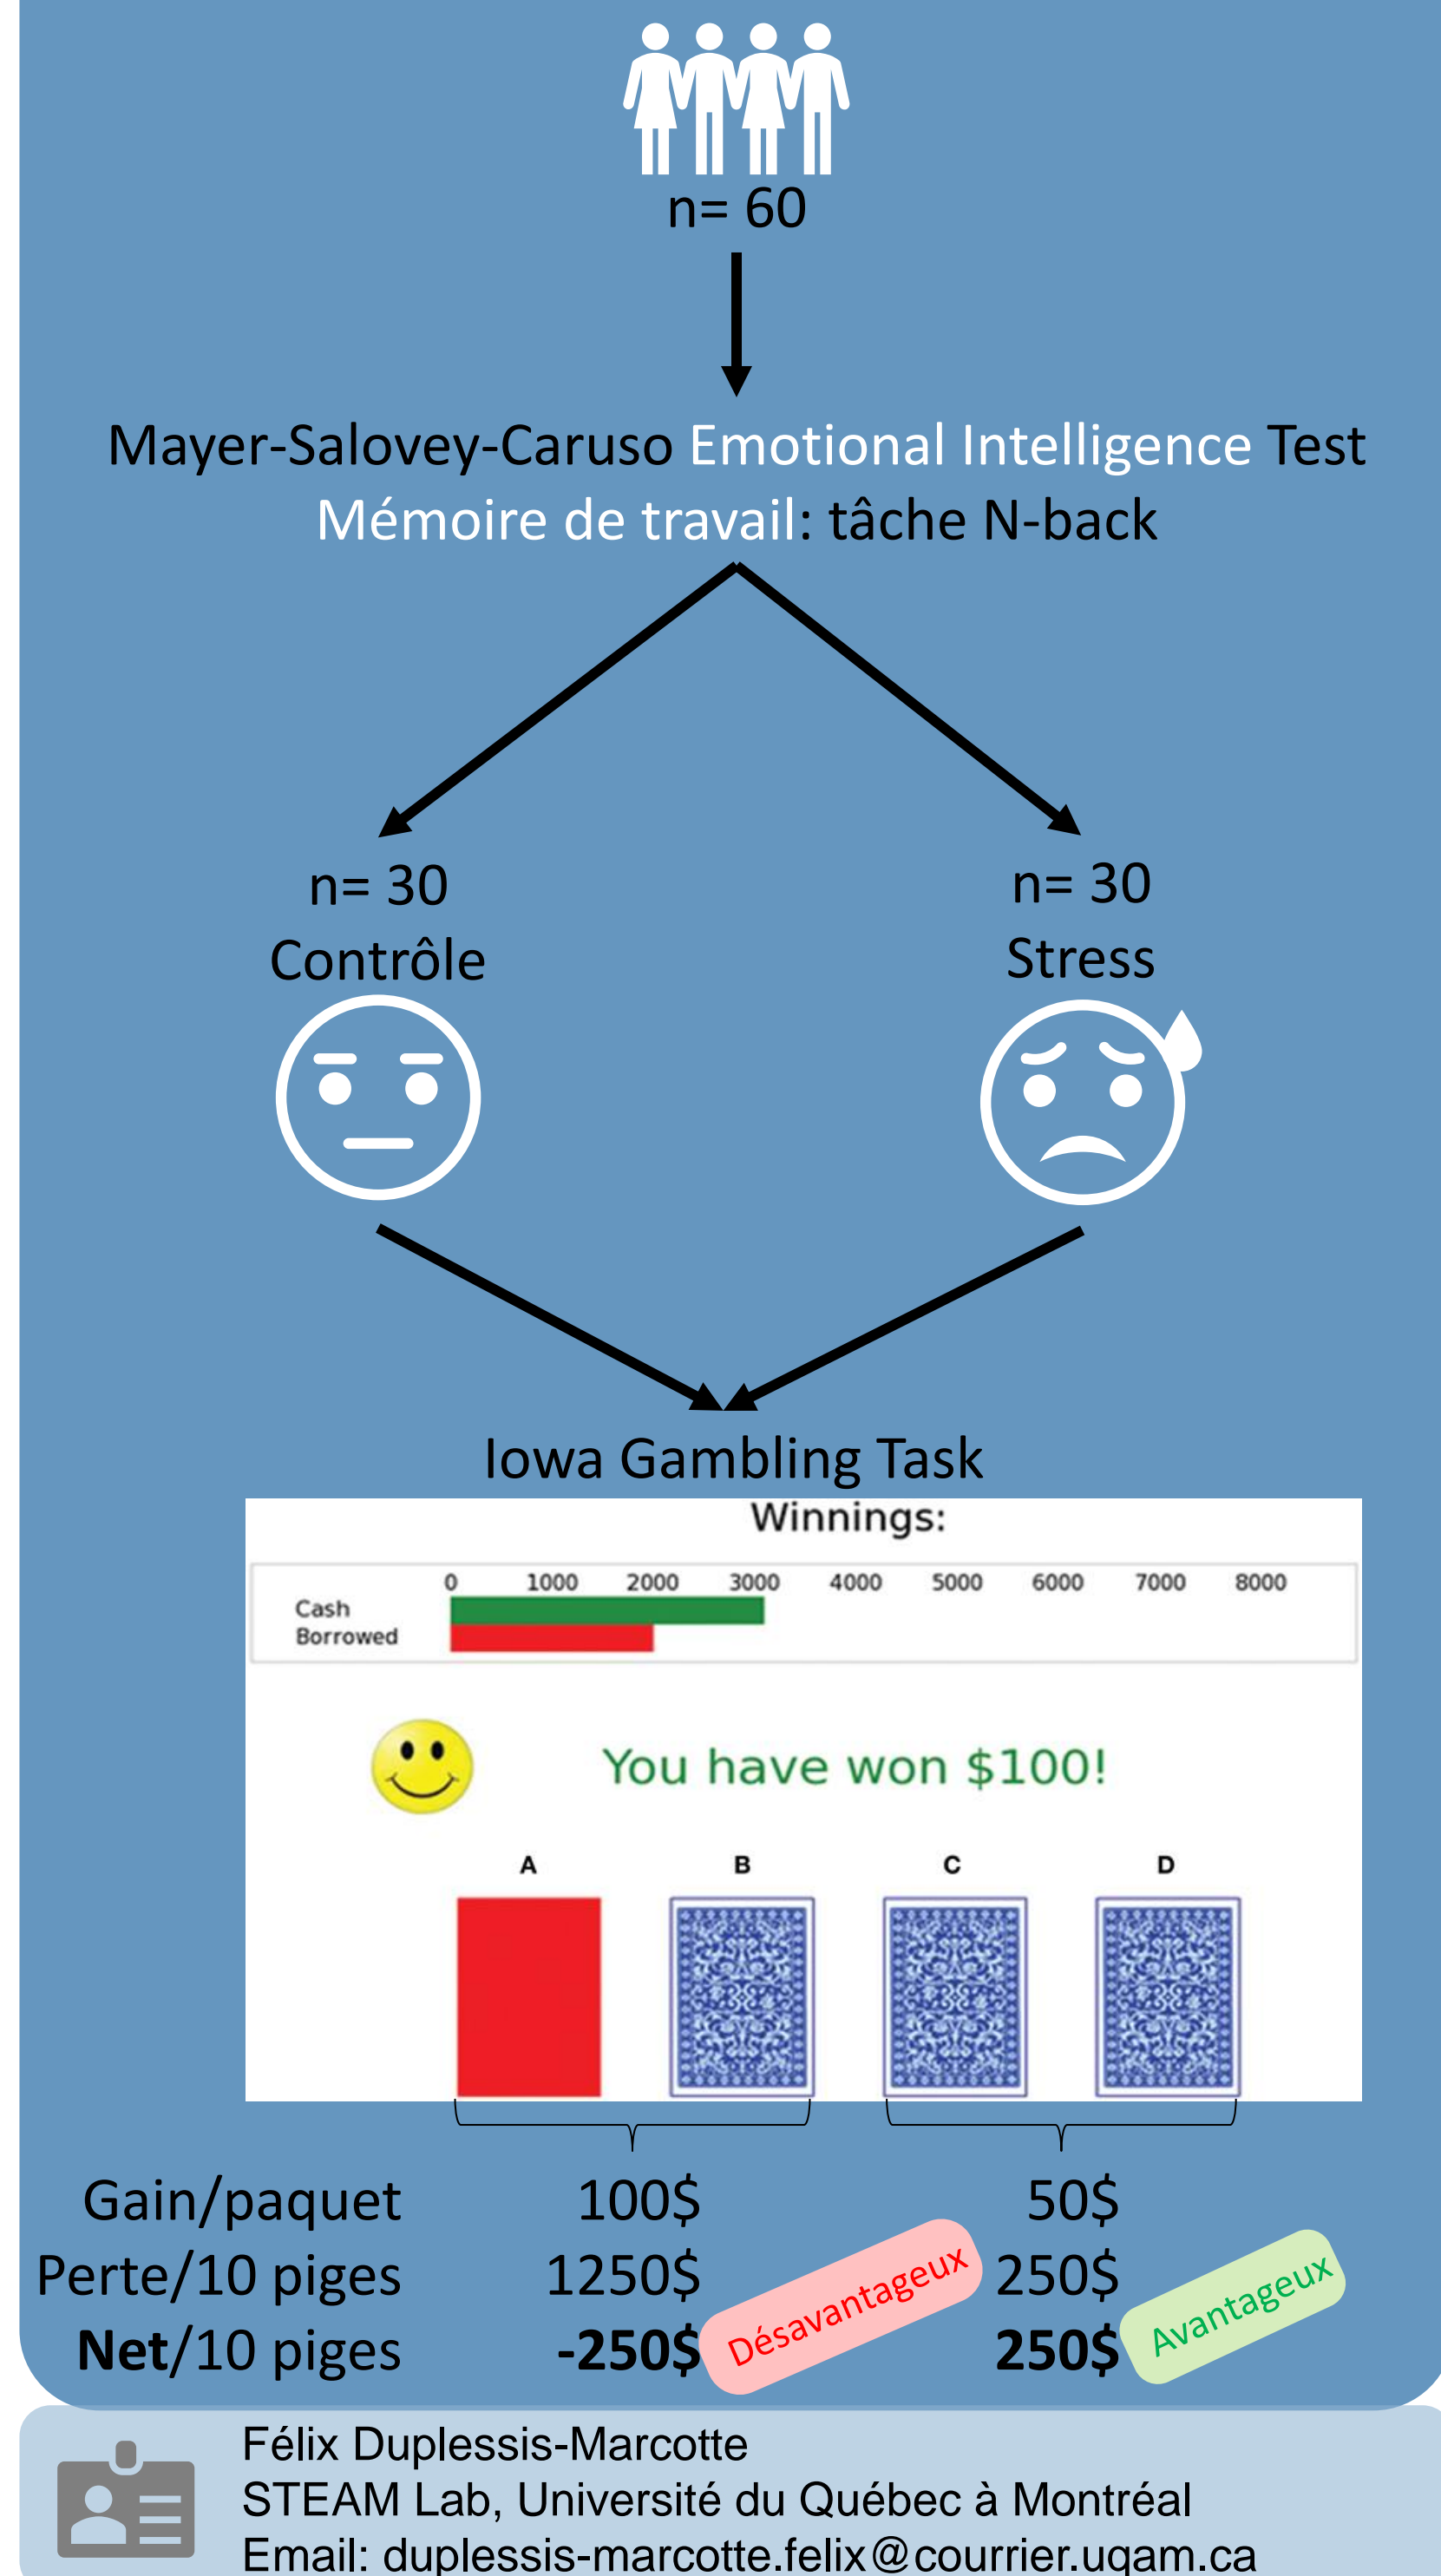 n= 60
Mayer-Salovey-Caruso Emotional Intelligence Test
Mémoire de travail: tâche N-back
n= 30
Contrôle
n= 30
Stress
Iowa Gambling Task
Winnings:
0 1000 2000 3000 4000 5000 6000 7000 8000
Cash
Borrowed
You have won $100!
A B C D
Gain/paquet 100$ 50$
Perte/10 piges 1250$ 250$
Net/10 piges -250$ 250$
Désavantageux
Avantageux
Félix Duplessis-Marcotte
STEAM Lab, Université du Québec à Montréal
Email: duplessis-marcotte.felix@courrier.uqam.ca